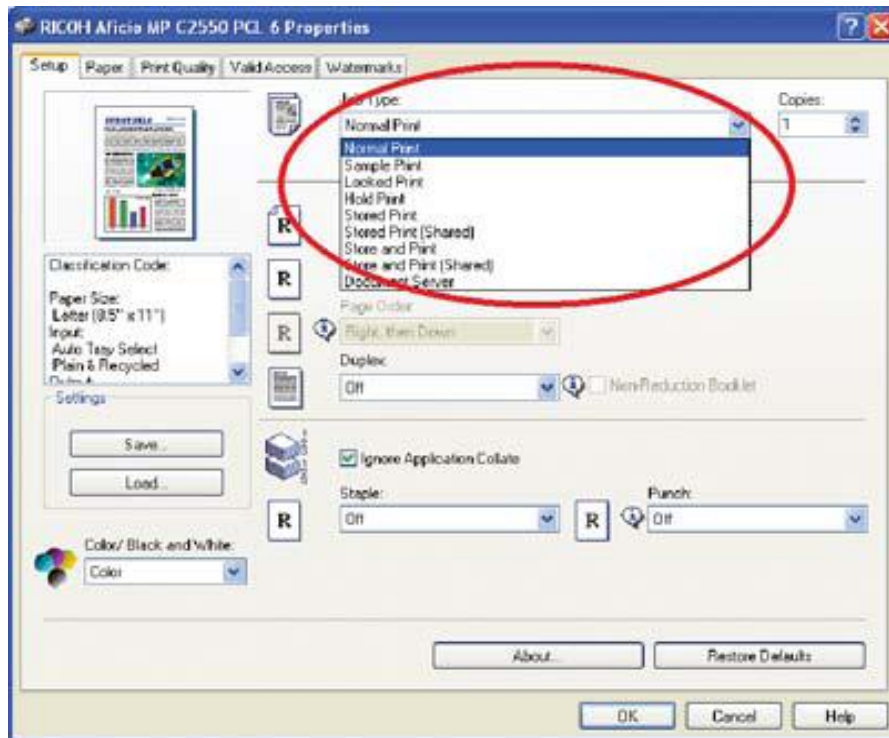 RICOH Aficio MP C2550 PCL 6 Properties
Setup
Paper
Print Quality
Valid Access
Watermarks
Job Type:
Copies:
Normal Print
1
Normal Print
Sample Print
Locked Print
Hold Print
Stored Print
Stored Print (Shared)
Store and Print
Store and Print (Shared)
Document Server
R
R
R
Classification Code:
Paper Size:
Letter (8.5" x 11")
Input:
Auto Tray Select
Plain & Recycled
Page Order:
Right, then Down
Duplex:
Off
Non-Reduction Booklet
Settings
Save...
Load...
Ignore Application Collate
Staple:
Punch:
R
Off
R
Off
Color/ Black and White:
Color
About...
Restore Defaults
OK
Cancel
Help